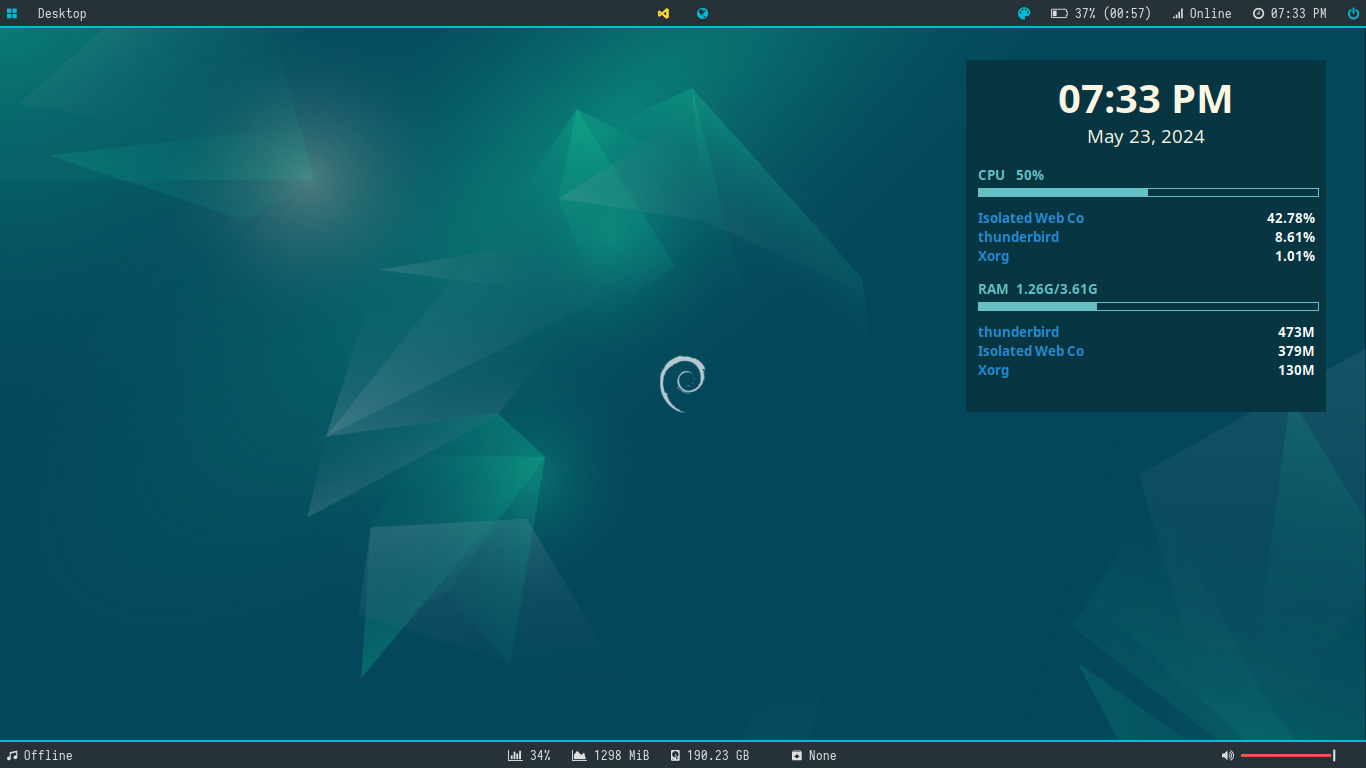 Desktop 37% (00:57) Online 07:33 PM
07:33 PM
May 23, 2024
CPU 50%
Isolated Web Co 42.78%
thunderbird 8.61%
Xorg 1.01%
RAM 1.26G/3.61G
thunderbird 473M
Isolated Web Co 379M
Xorg 130M
Offline 34% 1298 MiB 190.23 GB None